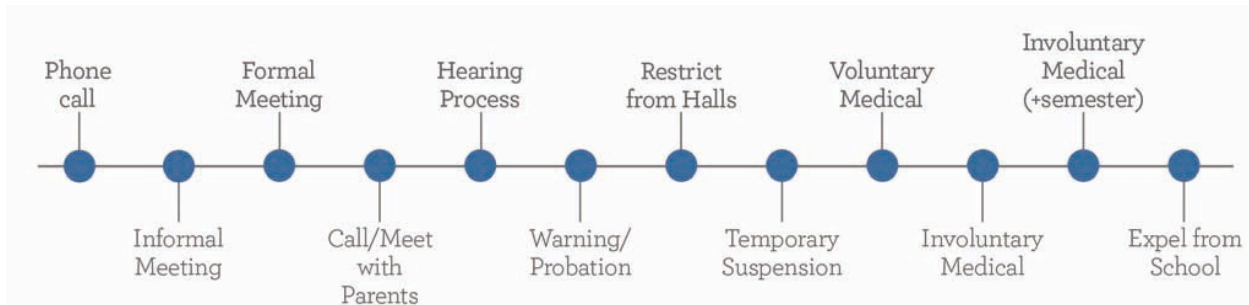 Phone
call
Informal
Meeting
Formal
Meeting
Call/Meet
with
Parents
Hearing
Process
Warning/
Probation
Restrict
from Halls
Temporary
Suspension
Voluntary
Medical
Involuntary
Medical
Involuntary
Medical
(+semester)
Expel from
School